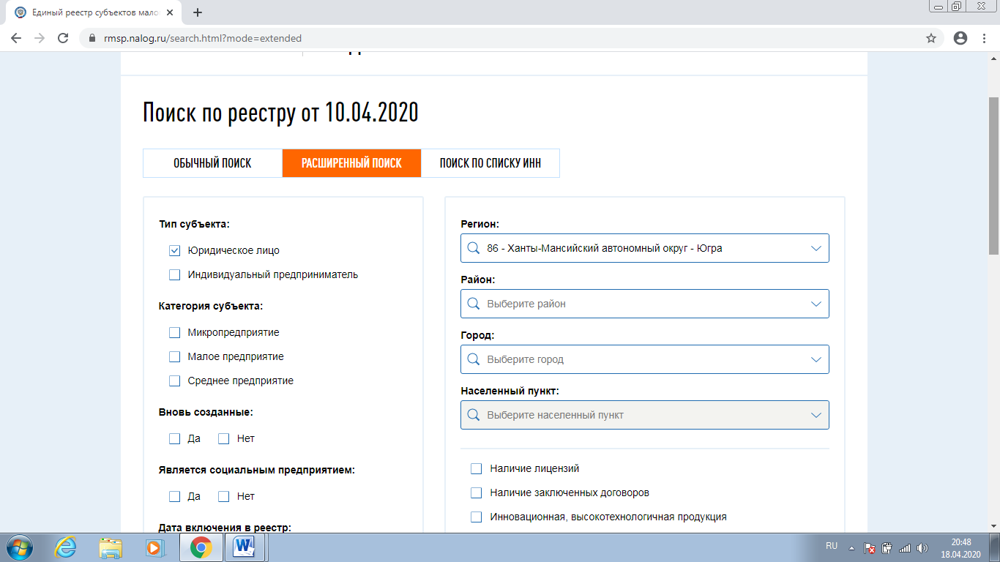 Единый реестр субъектов мало
rmsp.nalog.ru/search.html?mode=extended
Поиск по реестру от 10.04.2020
ОБЫЧНЫЙ ПОИСК
РАСШИРЕННЫЙ ПОИСК
ПОИСК ПО СПИСКУ ИНН
Тип субъекта:
Юридическое лицо
Индивидуальный предприниматель
Категория субъекта:
Микропредприятие
Малое предприятие
Среднее предприятие
Вновь созданные:
Да Нет
Является социальным предприятием:
Да Нет
Дата включения в реестр:
Регион:
86 - Ханты-Мансийский автономный округ - Югра
Район:
Выберите район
Город:
Выберите город
Населенный пункт:
Выберите населенный пункт
Наличие лицензий
Наличие заключенных договоров
Инновационная, высокотехнологичная продукция
RU
20:48
18.04.2020